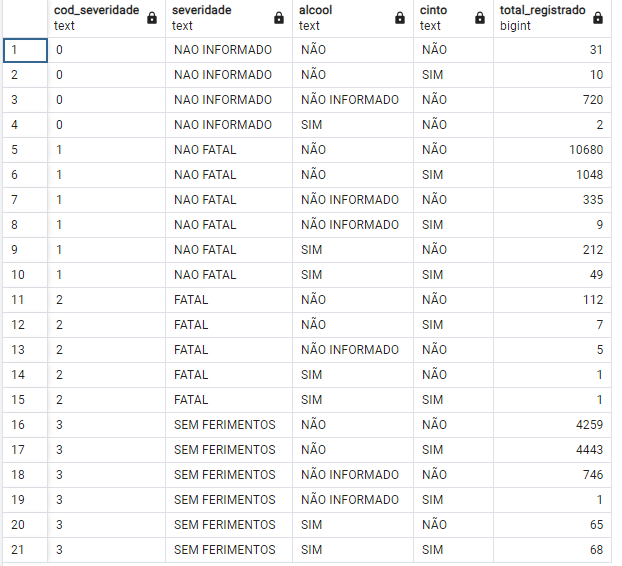 cod_severidade severidade alcool cinto total_registrado
text text text text bigint
1 0 NAO INFORMADO NÃO NÃO 31
2 0 NAO INFORMADO NÃO SIM 10
3 0 NAO INFORMADO NÃO INFORMADO NÃO 720
4 0 NAO INFORMADO SIM NÃO 2
5 1 NAO FATAL NÃO NÃO 10680
6 1 NAO FATAL NÃO SIM 1048
7 1 NAO FATAL NÃO INFORMADO NÃO 335
8 1 NAO FATAL NÃO INFORMADO SIM 9
9 1 NAO FATAL SIM NÃO 212
10 1 NAO FATAL SIM SIM 49
11 2 FATAL NÃO NÃO 112
12 2 FATAL NÃO SIM 7
13 2 FATAL NÃO INFORMADO NÃO 5
14 2 FATAL SIM NÃO 1
15 2 FATAL SIM SIM 1
16 3 SEM FERIMENTOS NÃO NÃO 4259
17 3 SEM FERIMENTOS NÃO SIM 4443
18 3 SEM FERIMENTOS NÃO INFORMADO NÃO 746
19 3 SEM FERIMENTOS NÃO INFORMADO SIM 1
20 3 SEM FERIMENTOS SIM NÃO 65
21 3 SEM FERIMENTOS SIM SIM 68